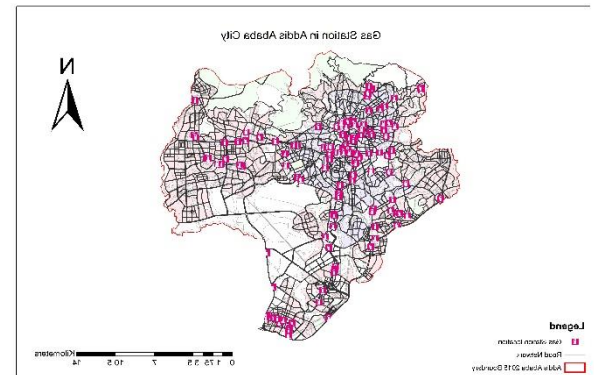 Gas Station in Addis Ababa City
N
Legend
Gas station location
Road Network
Addis Ababa 2015 Boundary
Kilometers
0 1.75 3.5 7 10.5 14